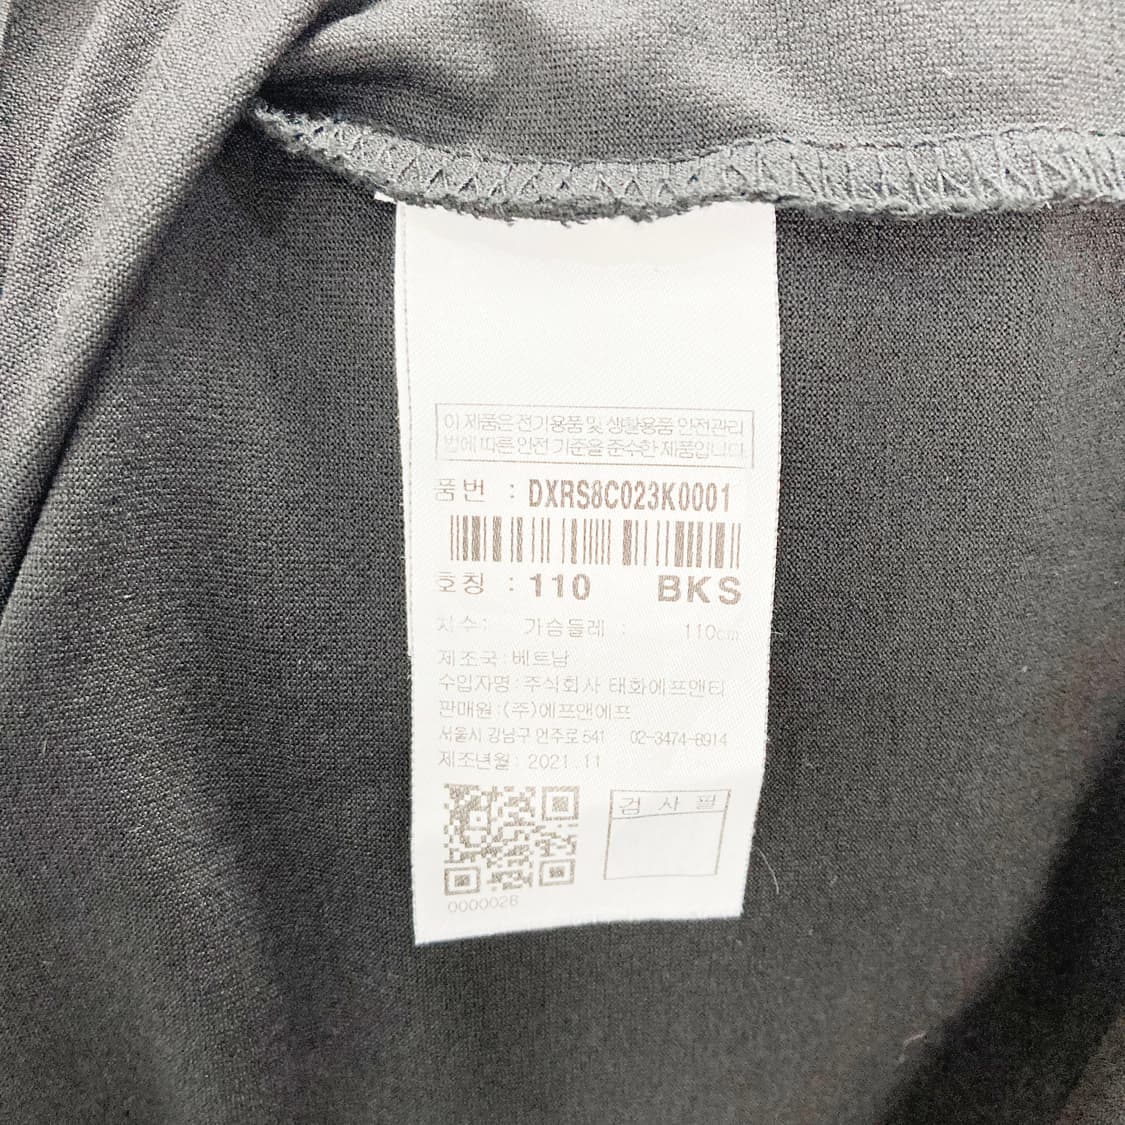 이 제품은 전기용품 및 생활용품 안전관리
법에 따른 안전 기준을 준수한 제품입니다.
품번 : DXRS8C023K0001
호칭 : 110 BKS
치수: 가슴둘레 : 110cm
제조국:베트남
수입자명:주식회사 태화에프앤티
판매원:(주)에프앤에프
서울시 강남구 언주로 541 02-3474-8914
제조년월: 2021.11
검 사 필
0000028